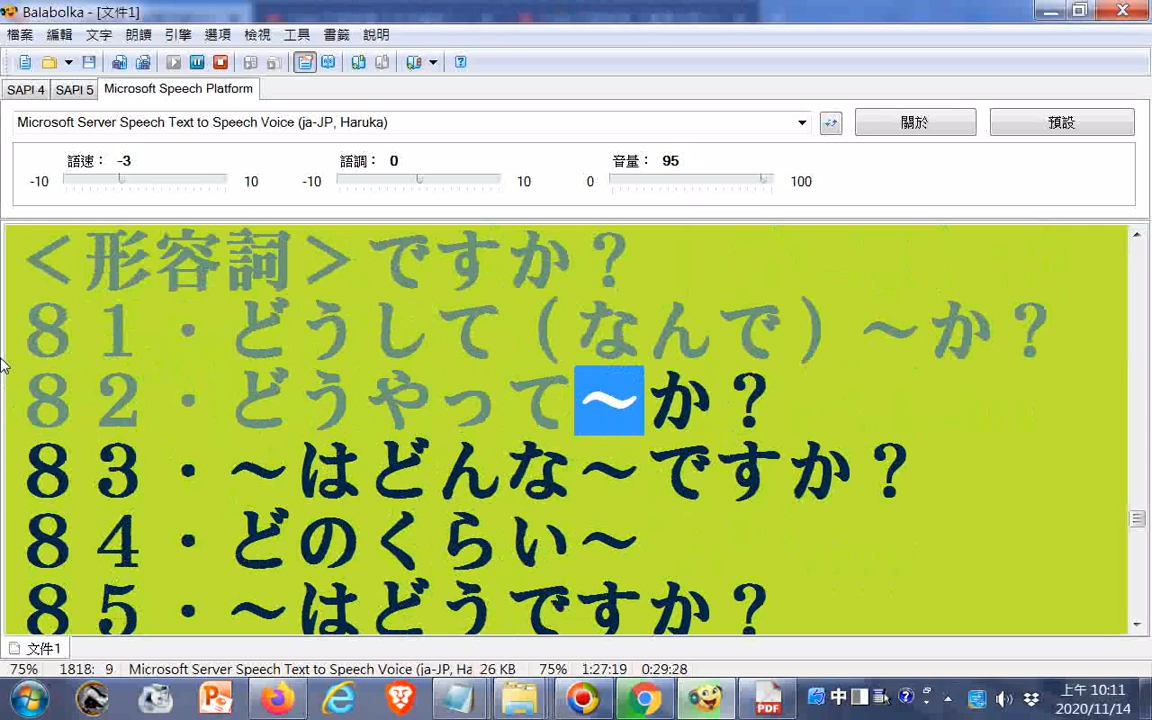 Balabolka - [文件1]
檔案 編輯 文字 朗讀 引擎 選項 檢視 工具 書籤 說明
SAPI 4 SAPI 5 Microsoft Speech Platform
Microsoft Server Speech Text to Speech Voice (ja-JP, Haruka) 關於 預設
語速： -3 語調： 0 音量： 95
-10 10 -10 10 0 100
＜形容詞＞ですか？
８１・どうして（なんで）～か？
８２・どうやって～か？
８３・～はどんな～ですか？
８４・どのくらい～
８５・～はどうですか？
文件1
75% 1818: 9 Microsoft Server Speech Text to Speech Voice (ja-JP, Ha 26 KB 75% 1:27:19 0:29:28
中 上午 10:11
PDF 2020/11/14